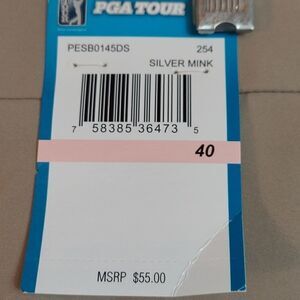 PGA TOUR
PESB0145DS 254
SILVER MINK
7 58385 36473 5
40
MSRP $55.00